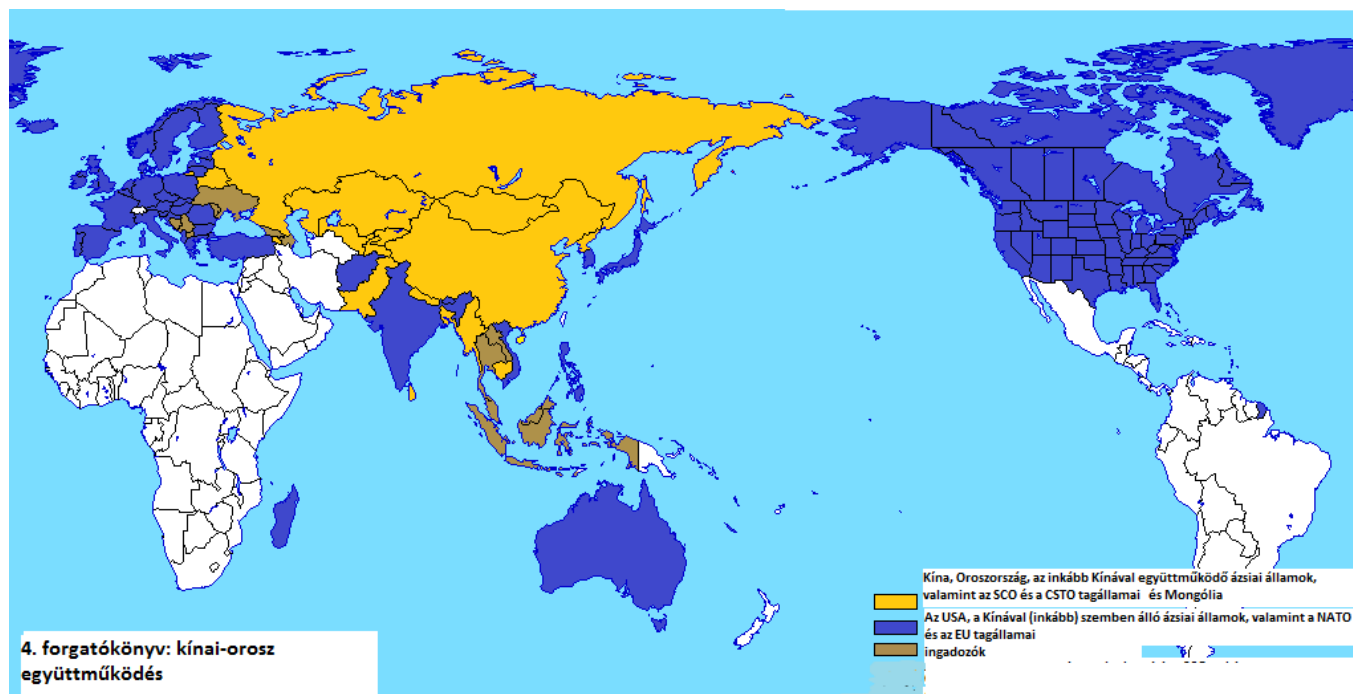 Kína, Oroszország, az inkább Kínával együttműködő ázsiai államok,
valamint az SCO és a CSTO tagállamai és Mongólia
Az USA, a Kínával (inkább) szemben álló ázsiai államok, valamint a NATO
és az EU tagállamai
ingadozók
4. forgatókönyv: kínai-orosz
együttműködés